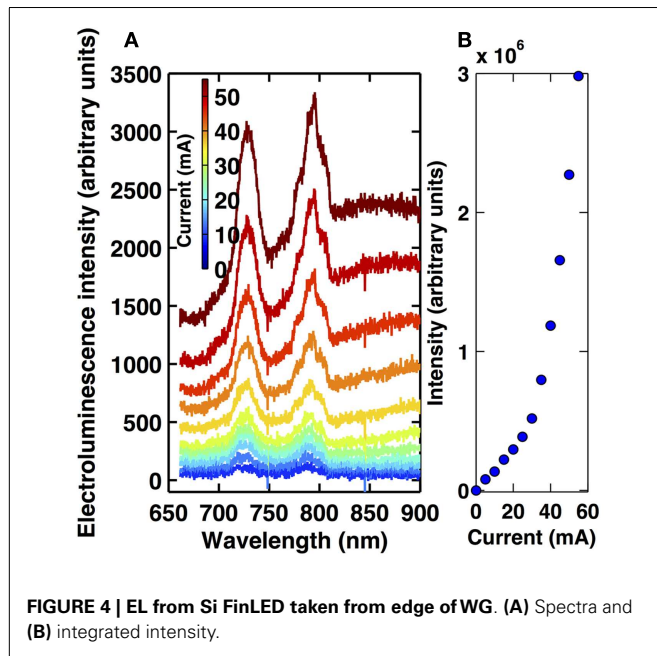 A
B
x 10⁶
Electroluminescence intensity (arbitrary units)
3500
3000
2500
2000
1500
1000
500
0
Current (mA)
50
40
30
20
10
0
650 700 750 800 850 900
Wavelength (nm)
Intensity (arbitrary units)
3
2
1
0
0 20 40 60
Current (mA)
FIGURE 4 | EL from Si FinLED taken from edge of WG. (A) Spectra and
(B) integrated intensity.